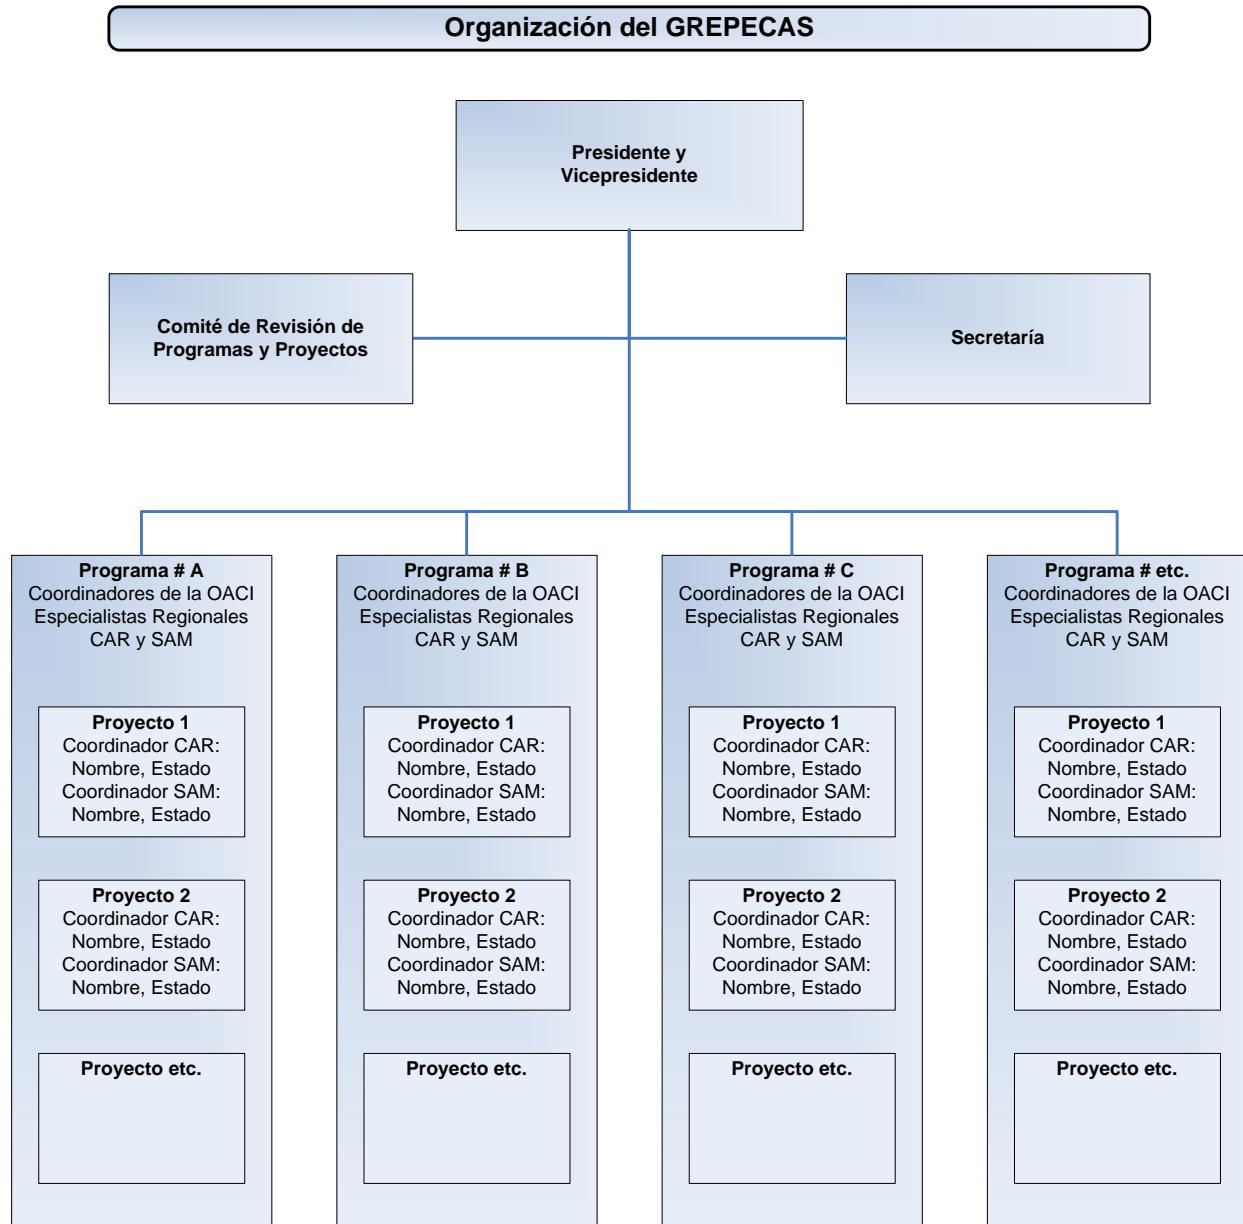 Organización del GREPECAS
Presidente y
Vicepresidente
Comité de Revisión de
Programas y Proyectos
Secretaría
Programa # A
Coordinadores de la OACI
Especialistas Regionales
CAR y SAM
Proyecto 1
Coordinador CAR:
Nombre, Estado
Coordinador SAM:
Nombre, Estado
Proyecto 2
Coordinador CAR:
Nombre, Estado
Coordinador SAM:
Nombre, Estado
Proyecto etc.
Programa # B
Coordinadores de la OACI
Especialistas Regionales
CAR y SAM
Proyecto 1
Coordinador CAR:
Nombre, Estado
Coordinador SAM:
Nombre, Estado
Proyecto 2
Coordinador CAR:
Nombre, Estado
Coordinador SAM:
Nombre, Estado
Proyecto etc.
Programa # C
Coordinadores de la OACI
Especialistas Regionales
CAR y SAM
Proyecto 1
Coordinador CAR:
Nombre, Estado
Coordinador SAM:
Nombre, Estado
Proyecto 2
Coordinador CAR:
Nombre, Estado
Coordinador SAM:
Nombre, Estado
Proyecto etc.
Programa # etc.
Coordinadores de la OACI
Especialistas Regionales
CAR y SAM
Proyecto 1
Coordinador CAR:
Nombre, Estado
Coordinador SAM:
Nombre, Estado
Proyecto 2
Coordinador CAR:
Nombre, Estado
Coordinador SAM:
Nombre, Estado
Proyecto etc.